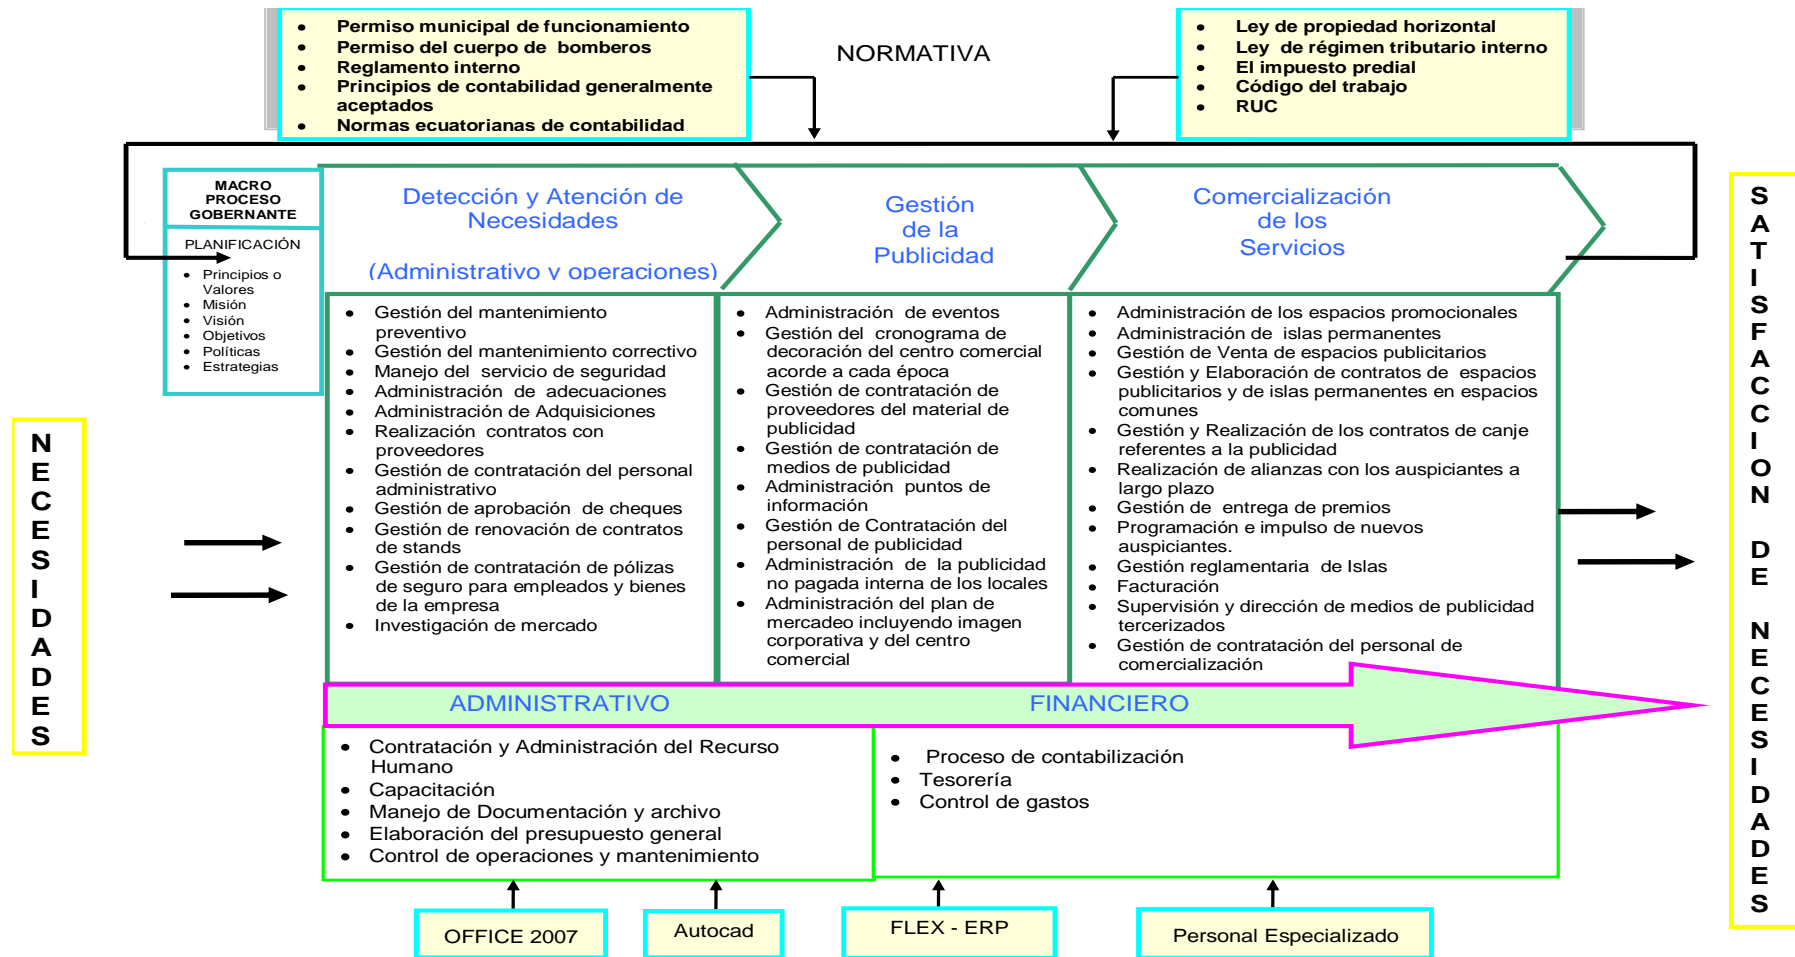 Permiso municipal de funcionamiento
Permiso del cuerpo de bomberos
Reglamento interno
Principios de contabilidad generalmente
aceptados
Normas ecuatorianas de contabilidad
NORMATIVA
Ley de propiedad horizontal
Ley de régimen tributario interno
El impuesto predial
Código del trabajo
RUC
MACRO
PROCESO
GOBERNANTE
PLANIFICACIÓN
Principios o
Valores
Misión
Visión
Objetivos
Políticas
Estrategias
Detección y Atención de
Necesidades
(Administrativo y operaciones)
Gestión
de la
Publicidad
Comercialización
de los
Servicios
NECESIDADES
Gestión del mantenimiento
preventivo
Gestión del mantenimiento correctivo
Manejo del servicio de seguridad
Administración de adecuaciones
Administración de Adquisiciones
Realización contratos con
proveedores
Gestión de contratación del personal
administrativo
Gestión de aprobación de cheques
Gestión de renovación de contratos
de stands
Gestión de contratación de pólizas
de seguro para empleados y bienes
de la empresa
Investigación de mercado
Administración de eventos
Gestión del cronograma de
decoración del centro comercial
acorde a cada época
Gestión de contratación de
proveedores del material de
publicidad
Gestión de contratación de
medios de publicidad
Administración puntos de
información
Gestión de Contratación del
personal de publicidad
Administración de la publicidad
no pagada interna de los locales
Administración del plan de
mercadeo incluyendo imagen
corporativa y del centro
comercial
Administración de los espacios promocionales
Administración de islas permanentes
Gestión de Venta de espacios publicitarios
Gestión y Elaboración de contratos de espacios
publicitarios y de islas permanentes en espacios
comunes
Gestión y Realización de los contratos de canje
referentes a la publicidad
Realización de alianzas con los auspiciantes a
largo plazo
Gestión de entrega de premios
Programación e impulso de nuevos
auspiciantes.
Gestión reglamentaria de Islas
Facturación
Supervisión y dirección de medios de publicidad
tercerizados
Gestión de contratación del personal de
comercialización
SATISFACCION DE NECESIDADES
ADMINISTRATIVO
FINANCIERO
Contratación y Administración del Recurso
Humano
Capacitación
Manejo de Documentación y archivo
Elaboración del presupuesto general
Control de operaciones y mantenimiento
Proceso de contabilización
Tesorería
Control de gastos
OFFICE 2007
Autocad
FLEX - ERP
Personal Especializado